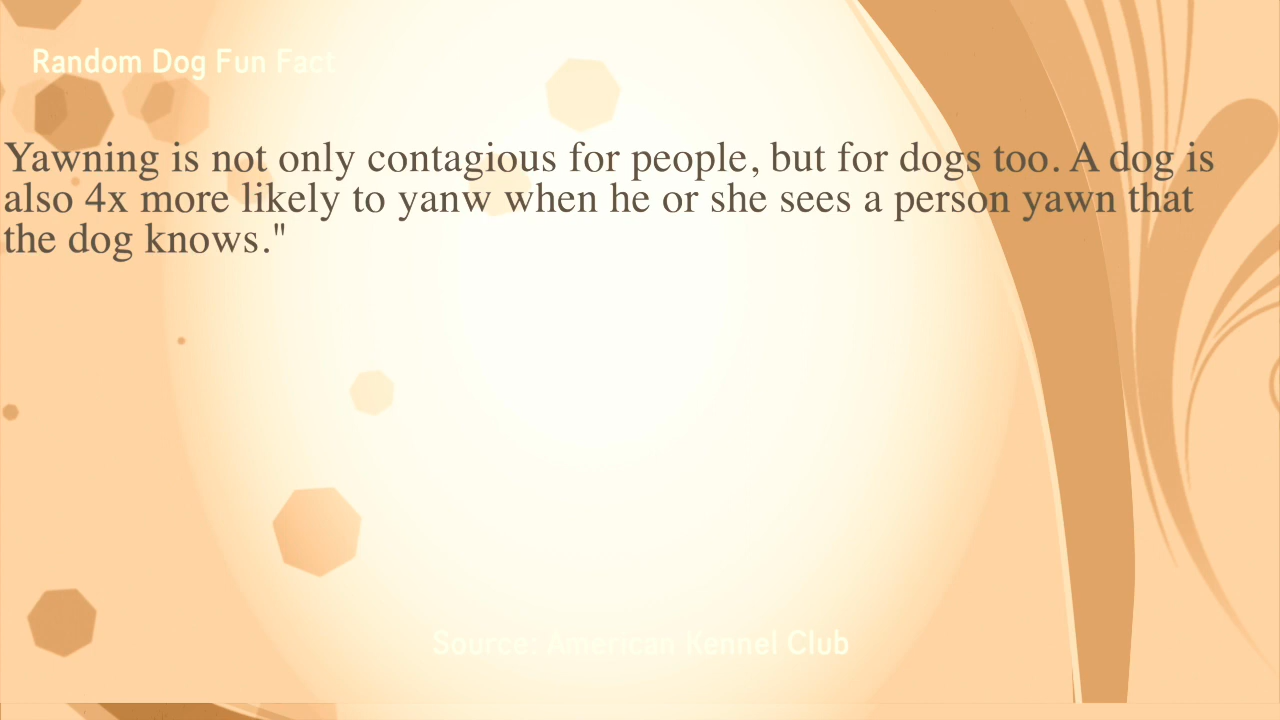 Random Dog Fun Fact
Yawning is not only contagious for people, but for dogs too. A dog is
also 4x more likely to yanw when he or she sees a person yawn that
the dog knows."
Source: American Kennel Club